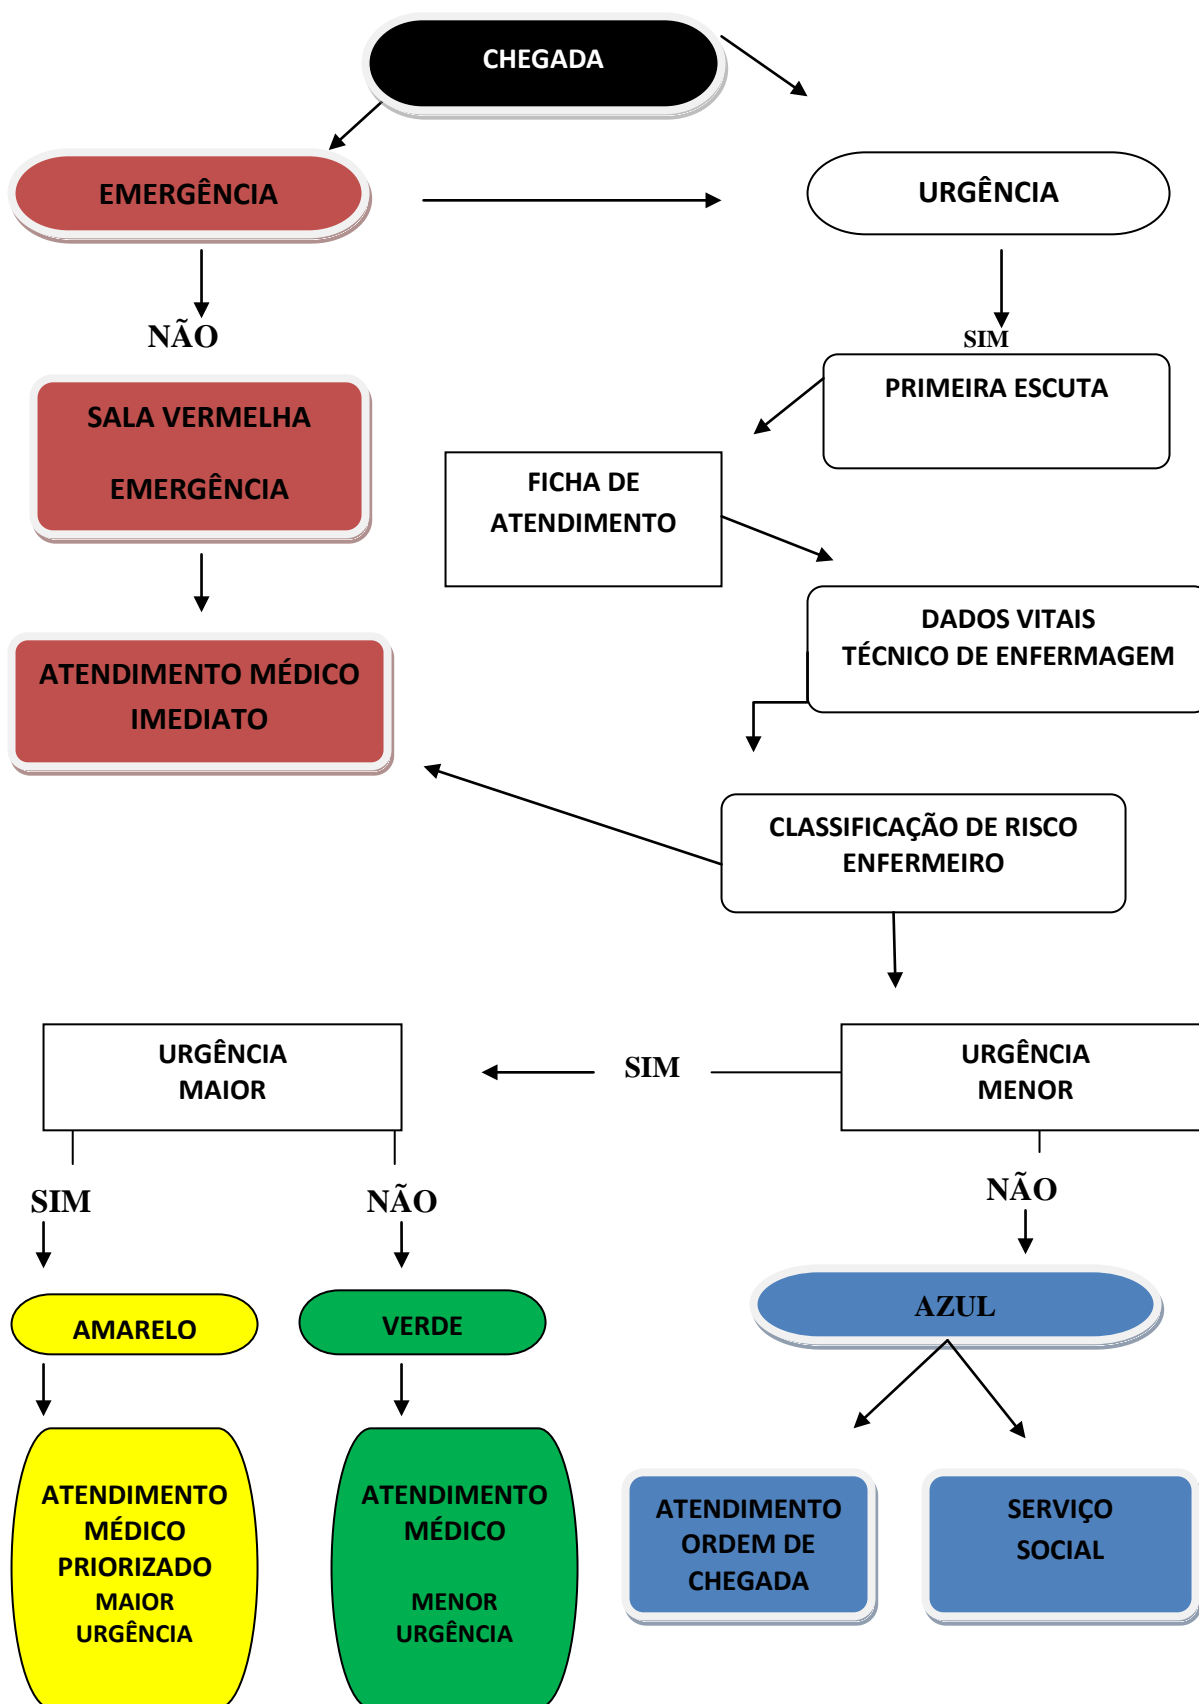 CHEGADA
EMERGÊNCIA
URGÊNCIA
NÃO
SIM
SALA VERMELHA
EMERGÊNCIA
PRIMEIRA ESCUTA
FICHA DE
ATENDIMENTO
DADOS VITAIS
TÉCNICO DE ENFERMAGEM
ATENDIMENTO MÉDICO
IMEDIATO
CLASSIFICAÇÃO DE RISCO
ENFERMEIRO
URGÊNCIA
MAIOR
SIM
URGÊNCIA
MENOR
SIM
NÃO
NÃO
AMARELO
VERDE
AZUL
ATENDIMENTO
MÉDICO
PRIORIZADO
MAIOR
URGÊNCIA
ATENDIMENTO
MÉDICO
MENOR
URGÊNCIA
ATENDIMENTO
ORDEM DE
CHEGADA
SERVIÇO
SOCIAL